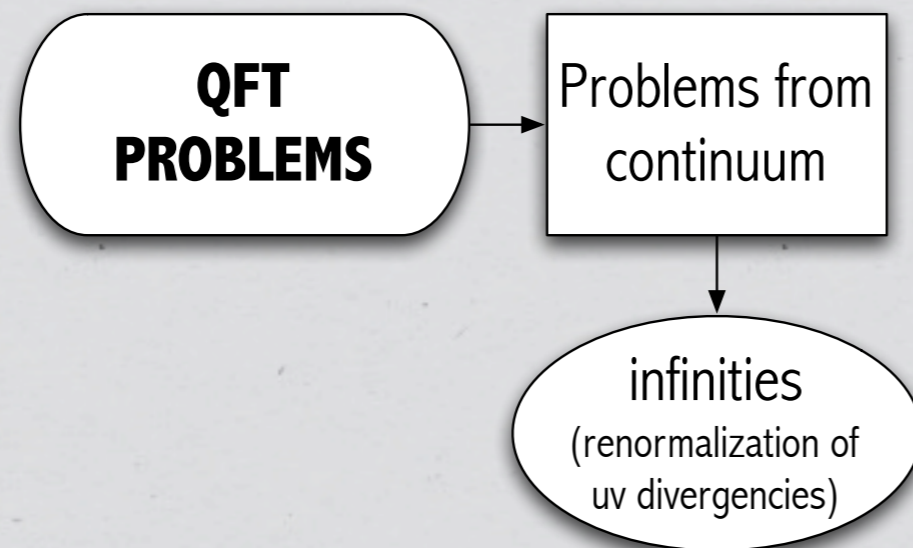 QFT
PROBLEMS
Problems from
continuum
infinities
(renormalization of
uv divergencies)